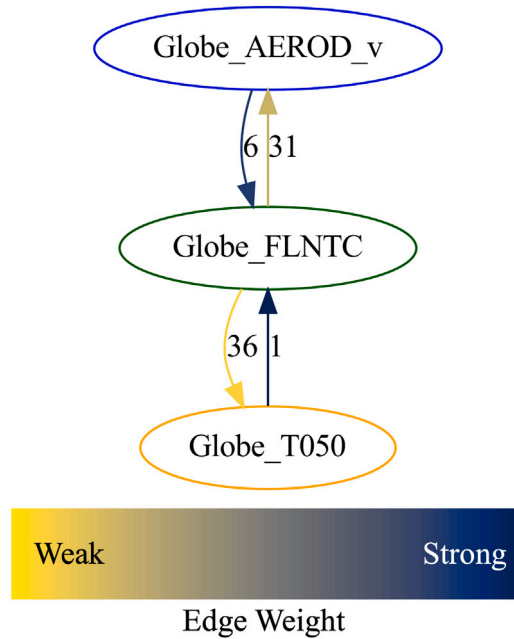 Globe_AEROD_v
6 31
Globe_FLNTC
36 1
Globe_T050
Weak Strong
Edge Weight